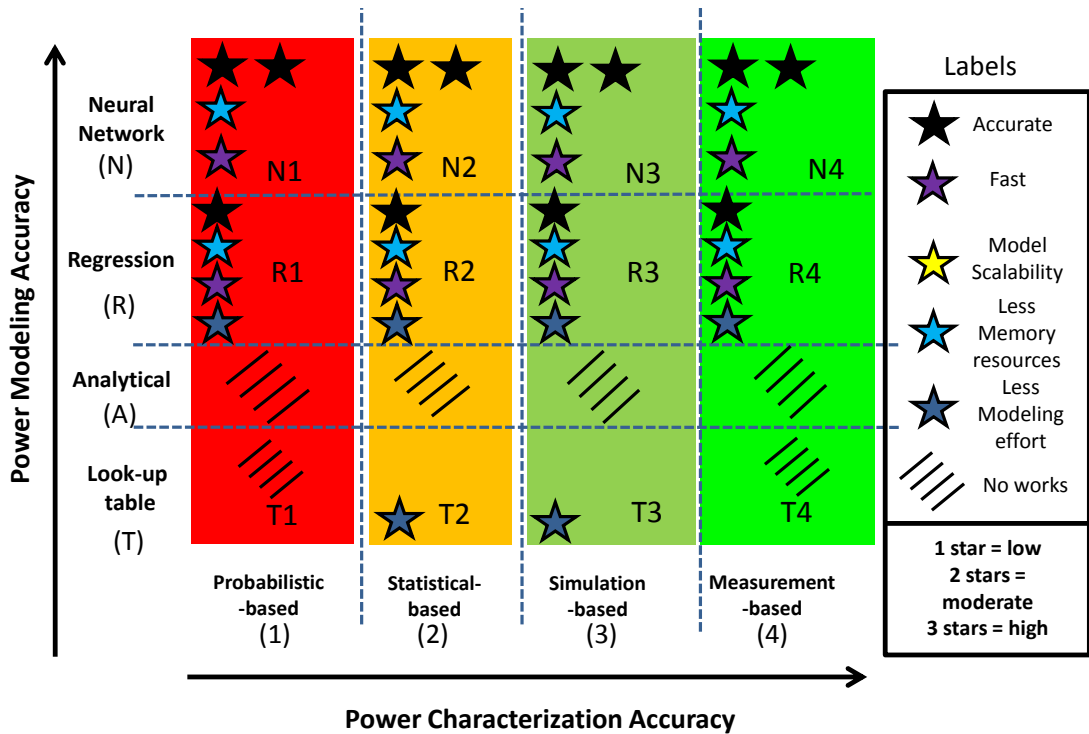 Power Modeling Accuracy
Neural
Network
(N)
Regression
(R)
Analytical
(A)
Look-up
table
(T)
N1
N2
N3
N4
R1
R2
R3
R4
T1
T2
T3
T4
Probabilistic
-based
(1)
Statistical-
based
(2)
Simulation
-based
(3)
Measurement
-based
(4)
Power Characterization Accuracy
Labels
Accurate
Fast
Model
Scalability
Less
Memory
resources
Less
Modeling
effort
No works
1 star = low
2 stars =
moderate
3 stars = high